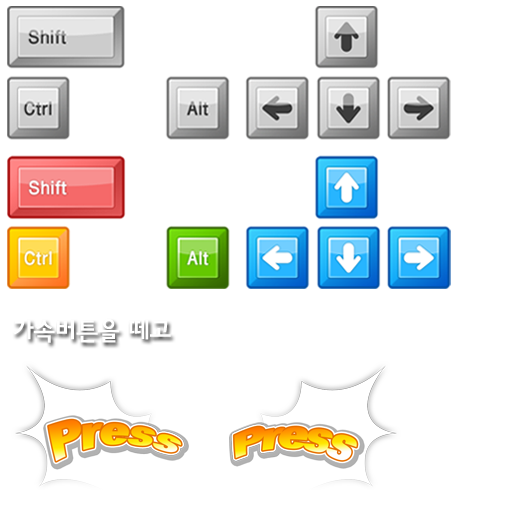 Shift
Ctrl Alt
Shift
Ctrl Alt
가속버튼을 떼고
Press Press